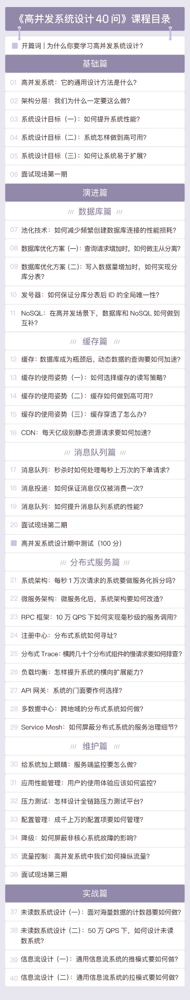 《高并发系统设计 40 问》课程目录
开篇词 | 为什么你要学习高并发系统设计?
基础篇
01 高并发系统：它的通用设计方法是什么?
02 架构分层：我们为什么一定要这么做?
03 系统设计目标（一）：如何提升系统性能?
04 系统设计目标（二）：系统怎样做到高可用?
05 系统设计目标（三）：如何让系统易于扩展?
06 面试现场第一期
演进篇
/// 数据库篇 ///
07 池化技术：如何减少频繁创建数据库连接的性能损耗?
08 数据库优化方案（一）：查询请求增加时，如何做主从分离?
09 数据库优化方案（二）：写入数据量增加时，如何实现分
库分表?
10 发号器：如何保证分库分表后 ID 的全局唯一性?
11 NoSQL：在高并发场景下，数据库和 NoSQL 如何做到
互补?
/// 缓存篇 ///
12 缓存：数据库成为瓶颈后，动态数据的查询要如何加速?
13 缓存的使用姿势（一）：如何选择缓存的读写策略?
14 缓存的使用姿势（二）：缓存如何做到高可用?
15 缓存的使用姿势（三）：缓存穿透了怎么办?
16 CDN：每天亿级别静态资源请求要如何加速?
/// 消息队列篇 ///
17 消息队列：秒杀时如何处理每秒上万次的下单请求?
18 消息投递：如何保证消息仅仅被消费一次?
19 消息队列：如何提升消息队列系统的性能?
20 面试现场第二期
高并发系统设计期中测试（100 分）
/// 分布式服务篇 ///
21 系统架构：每秒 1 万次请求的系统要做服务化拆分吗?
22 微服务架构：微服务化后，系统架构要如何改造?
23 RPC 框架：10 万 QPS 下如何实现毫秒级的服务调用?
24 注册中心：分布式系统如何寻址?
25 分布式 Trace：横跨几十个分布式组件的慢请求要如何排查?
26 负载均衡：怎样提升系统的横向扩展能力?
27 API 网关：系统的门面要作何选择?
28 多数据中心：跨地域的分布式系统如何做?
29 Service Mesh：如何屏蔽分布式系统的服务治理细节?
/// 维护篇 ///
30 给系统加上眼睛：服务端监控要怎么做?
31 应用性能管理：用户的使用体验应该如何监控?
32 压力测试：怎样设计全链路压力测试平台?
33 配置管理：成千上万的配置项要如何管理?
34 降级：如何屏蔽非核心系统故障的影响?
35 流量控制：高并发系统中我们如何操纵流量?
36 面试现场第三期
实战篇
37 未读数系统设计（一）：面对海量数据的计数器要如何做?
38 未读数系统设计（二）：50 万 QPS 下，如何设计未读
数系统?
39 信息流设计（一）：通用信息流系统的推模式要如何做?
40 信息流设计（二）：通用信息流系统的拉模式要如何做?